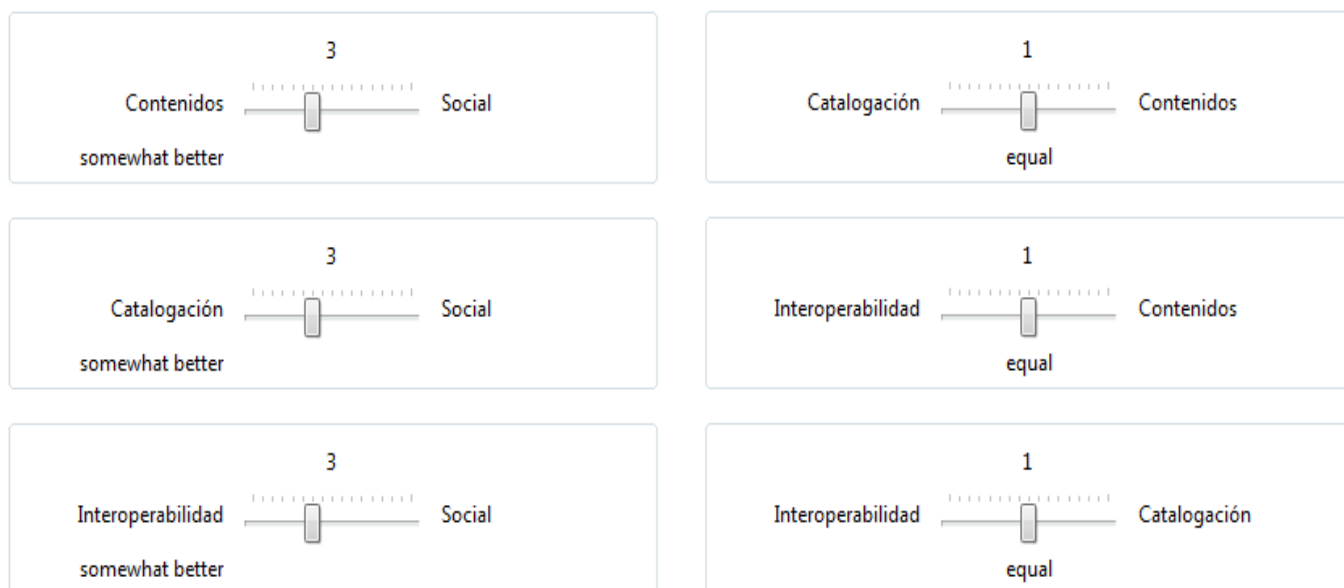 3
Contenidos Social
somewhat better
1
Catalogación Contenidos
equal
3
Catalogación Social
somewhat better
1
Interoperabilidad Contenidos
equal
3
Interoperabilidad Social
somewhat better
1
Interoperabilidad Catalogación
equal